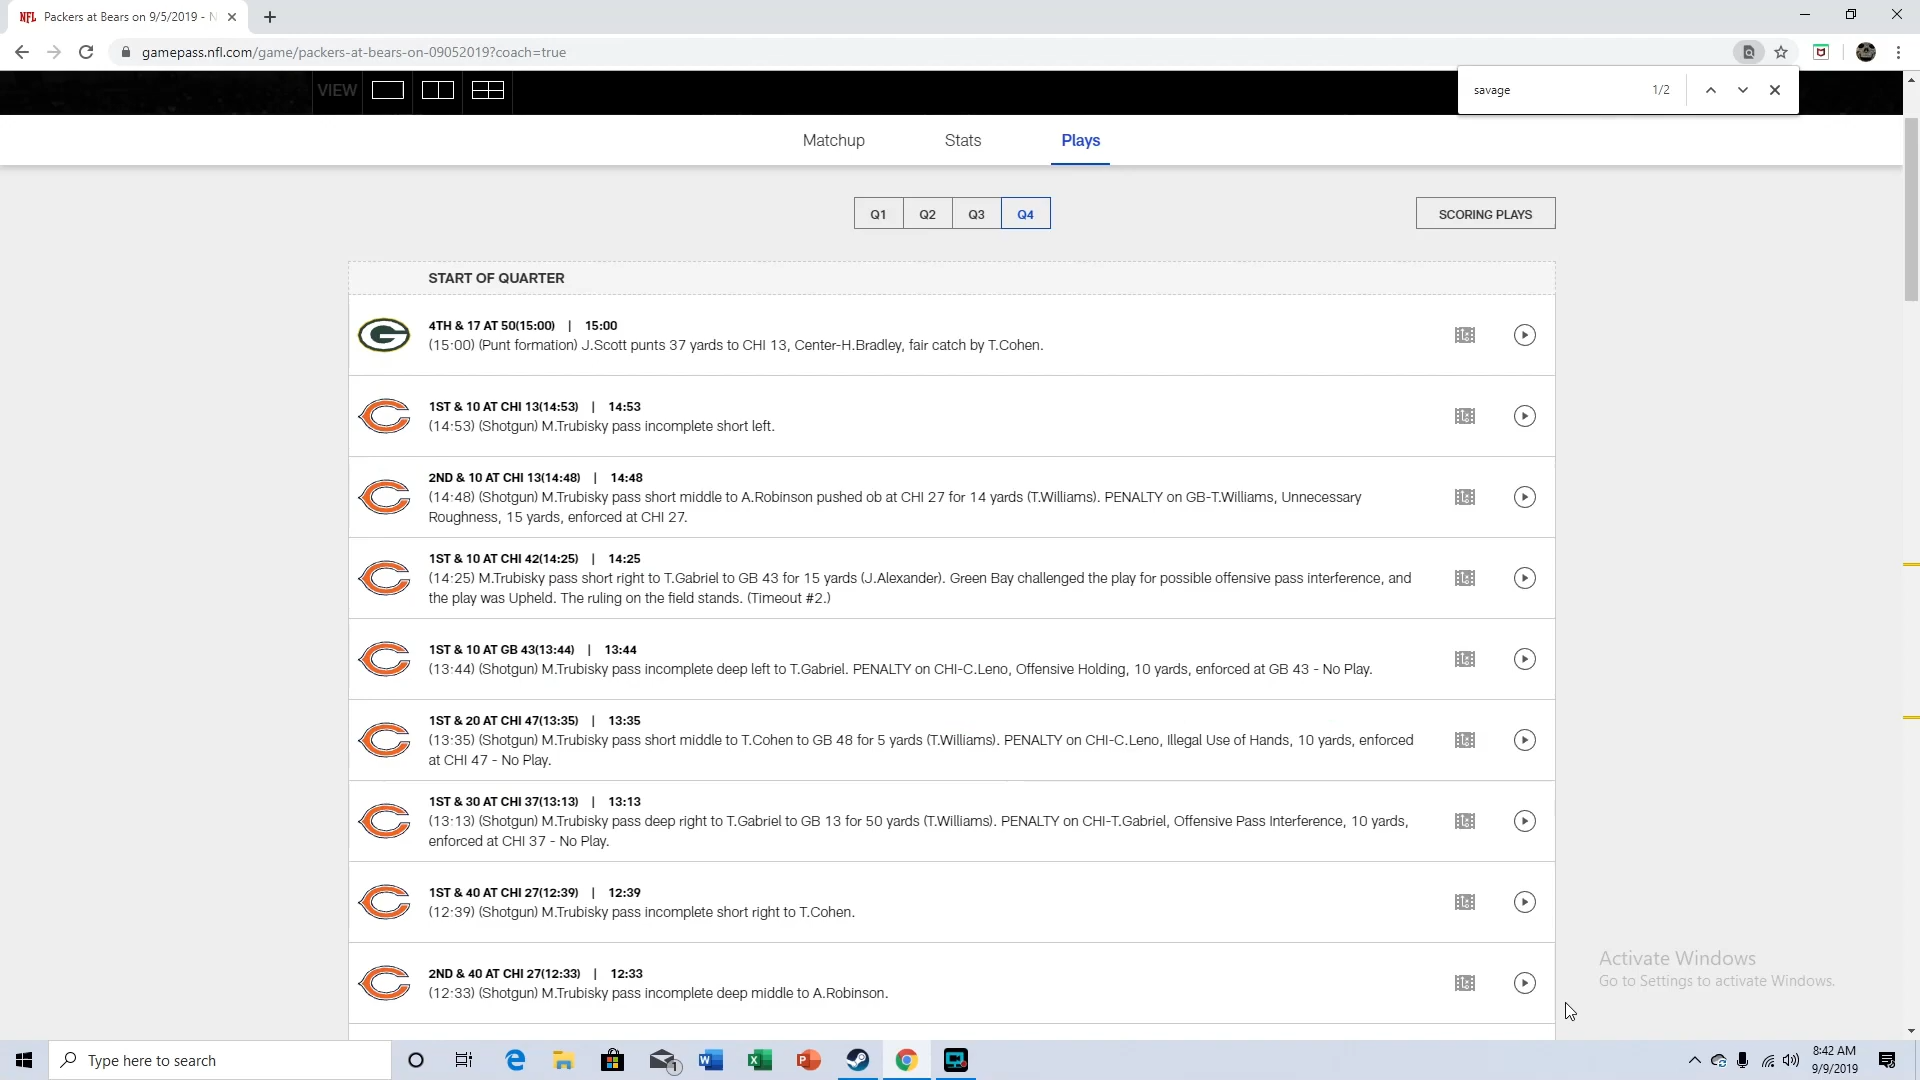 NFL Packers at Bears on 9/5/2019 - N
gamepass.nfl.com/game/packers-at-bears-on-09052019?coach=true
savage 1/2
VIEW
Matchup Stats Plays
Q1 Q2 Q3 Q4 SCORING PLAYS
START OF QUARTER
4TH & 17 AT 50(15:00) | 15:00
(15:00) (Punt formation) J.Scott punts 37 yards to CHI 13, Center-H.Bradley, fair catch by T.Cohen.
1ST & 10 AT CHI 13(14:53) | 14:53
(14:53) (Shotgun) M.Trubisky pass incomplete short left.
2ND & 10 AT CHI 13(14:48) | 14:48
(14:48) (Shotgun) M.Trubisky pass short middle to A.Robinson pushed ob at CHI 27 for 14 yards (T.Williams). PENALTY on GB-T.Williams, Unnecessary
Roughness, 15 yards, enforced at CHI 27.
1ST & 10 AT CHI 42(14:25) | 14:25
(14:25) M.Trubisky pass short right to T.Gabriel to GB 43 for 15 yards (J.Alexander). Green Bay challenged the play for possible offensive pass interference, and
the play was Upheld. The ruling on the field stands. (Timeout #2.)
1ST & 10 AT GB 43(13:44) | 13:44
(13:44) (Shotgun) M.Trubisky pass incomplete deep left to T.Gabriel. PENALTY on CHI-C.Leno, Offensive Holding, 10 yards, enforced at GB 43 - No Play.
1ST & 20 AT CHI 47(13:35) | 13:35
(13:35) (Shotgun) M.Trubisky pass short middle to T.Cohen to GB 48 for 5 yards (T.Williams). PENALTY on CHI-C.Leno, Illegal Use of Hands, 10 yards, enforced
at CHI 47 - No Play.
1ST & 30 AT CHI 37(13:13) | 13:13
(13:13) (Shotgun) M.Trubisky pass deep right to T.Gabriel to GB 13 for 50 yards (T.Williams). PENALTY on CHI-T.Gabriel, Offensive Pass Interference, 10 yards,
enforced at CHI 37 - No Play.
1ST & 40 AT CHI 27(12:39) | 12:39
(12:39) (Shotgun) M.Trubisky pass incomplete short right to T.Cohen.
2ND & 40 AT CHI 27(12:33) | 12:33
(12:33) (Shotgun) M.Trubisky pass incomplete deep middle to A.Robinson.
Activate Windows
Go to Settings to activate Windows.
Type here to search
8:42 AM
9/9/2019